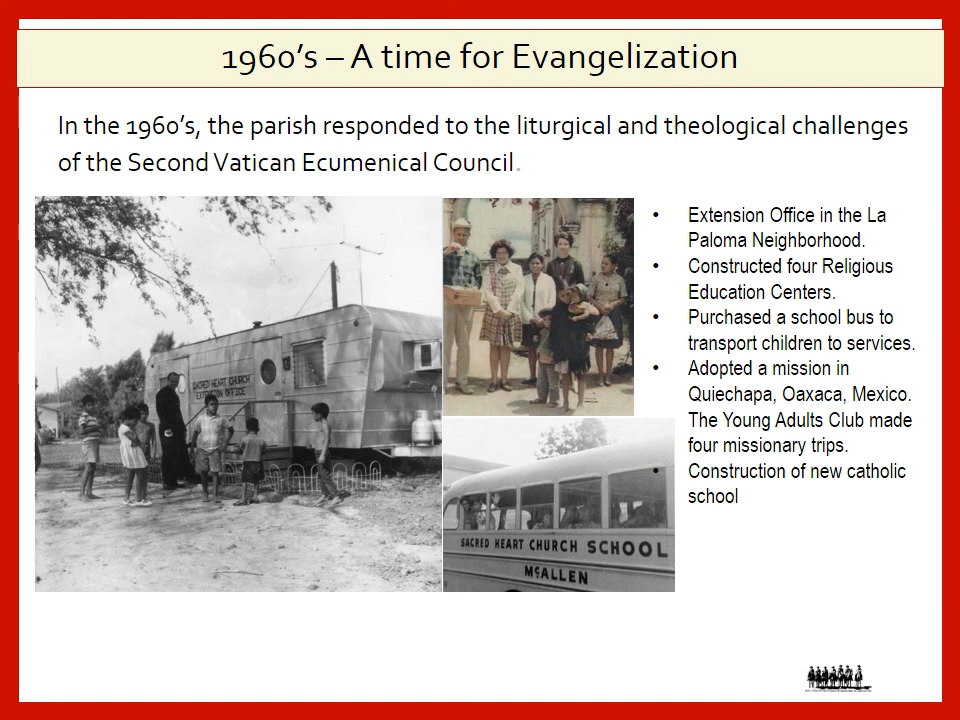 1960’s – A time for Evangelization
In the 1960’s, the parish responded to the liturgical and theological challenges
of the Second Vatican Ecumenical Council.
SACRED HEART CHURCH
EXTENSION OFFICE
SACRED HEART CHURCH SCHOOL
McALLEN
• Extension Office in the La
Paloma Neighborhood.
• Constructed four Religious
Education Centers.
• Purchased a school bus to
transport children to services.
• Adopted a mission in
Quiechapa, Oaxaca, Mexico.
The Young Adults Club made
four missionary trips.
• Construction of new catholic
school